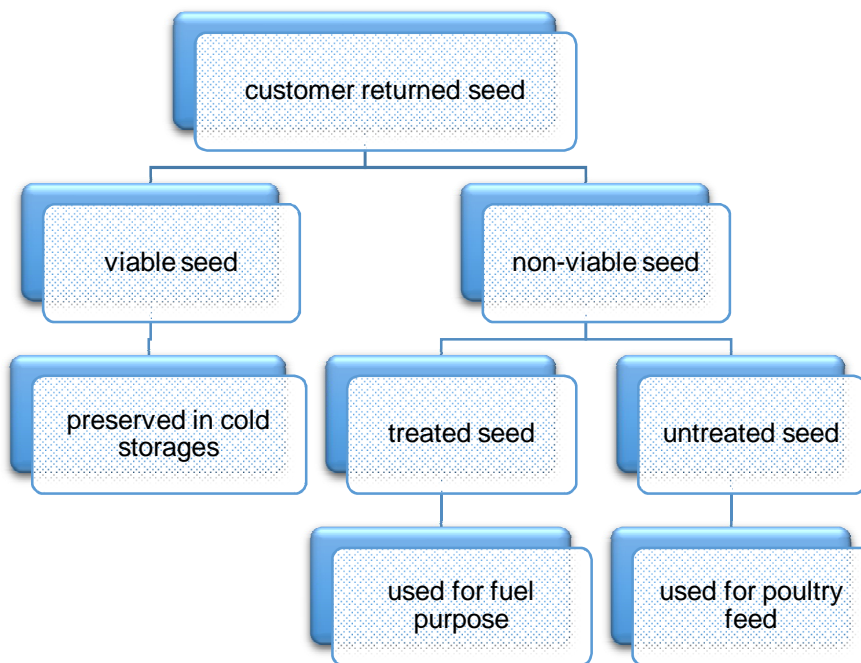 customer returned seed
viable seed
non-viable seed
preserved in cold
storages
treated seed
untreated seed
used for fuel
purpose
used for poultry
feed